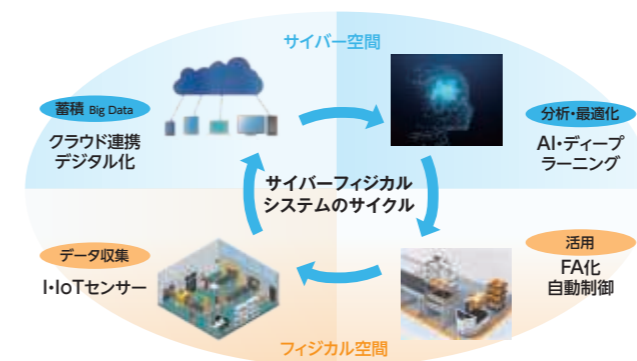 サイバー空間
蓄積 Big Data
クラウド連携
デジタル化
分析・最適化
AI・ディープ
ラーニング
サイバーフィジカル
システムのサイクル
データ収集
I・IoTセンサー
活用
FA化
自動制御
フィジカル空間